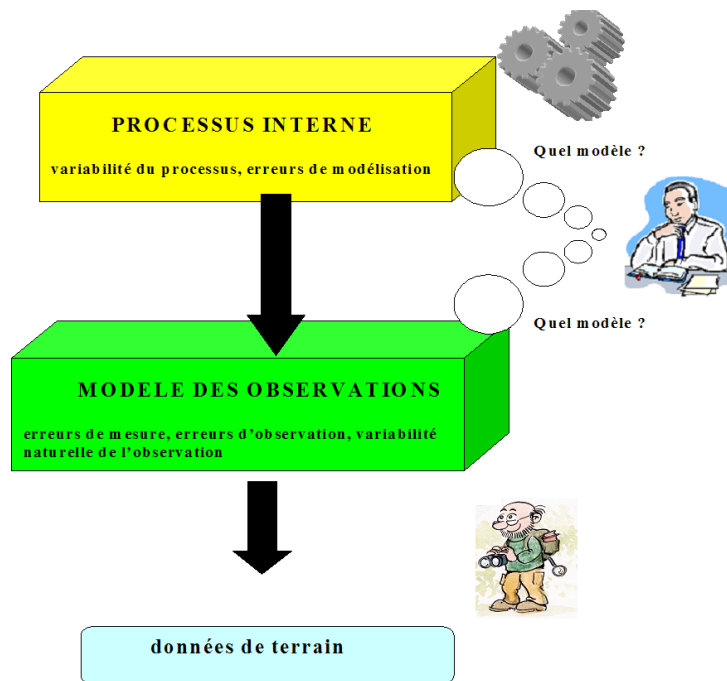 PROCESSUS INTERNE
variabilité du processus, erreurs de modélisation
Quel modèle ?
Quel modèle ?
MODELE DES OBSERVATIONS
erreurs de mesure, erreurs d’observation, variabilité
naturelle de l’observation
données de terrain